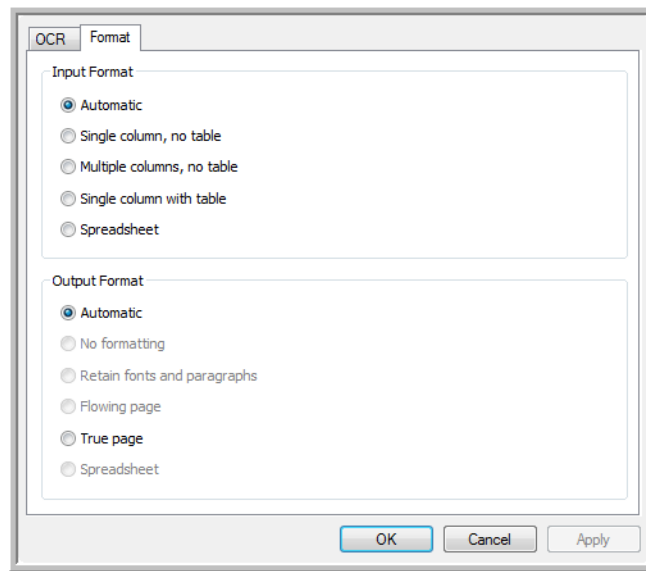 OCR Format
Input Format
Automatic
Single column, no table
Multiple columns, no table
Single column with table
Spreadsheet
Output Format
Automatic
No formatting
Retain fonts and paragraphs
Flowing page
True page
Spreadsheet
OK Cancel Apply